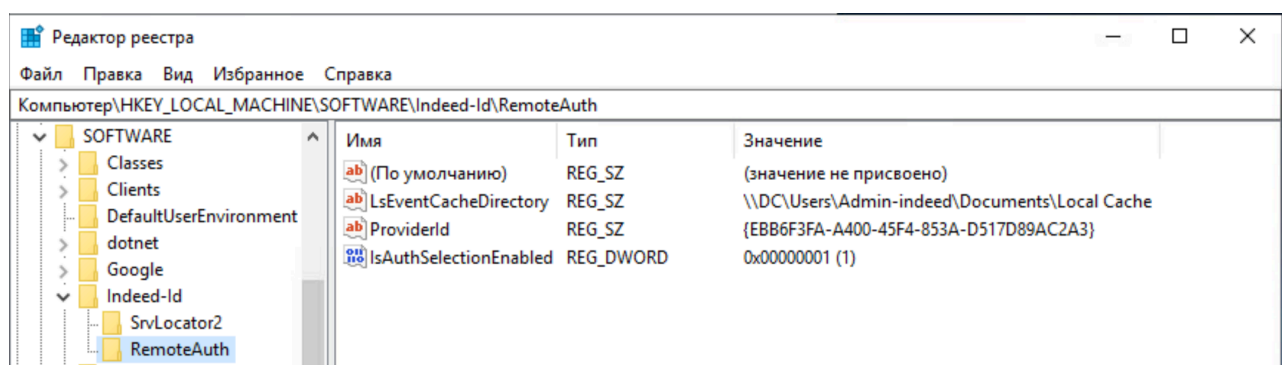 Редактор реестра
Файл Правка Вид Избранное Справка
Компьютер\HKEY_LOCAL_MACHINE\SOFTWARE\Indeed-Id\RemoteAuth
SOFTWARE
Classes
Clients
DefaultUserEnvironment
dotnet
Google
Indeed-Id
SrvLocator2
RemoteAuth
Имя Тип Значение
(По умолчанию) REG_SZ (значение не присвоено)
LsEventCacheDirectory REG_SZ \\DC\Users\Admin-indeed\Documents\Local Cache
ProviderId REG_SZ {EBB6F3FA-A400-45F4-853A-D517D89AC2A3}
IsAuthSelectionEnabled REG_DWORD 0x00000001 (1)